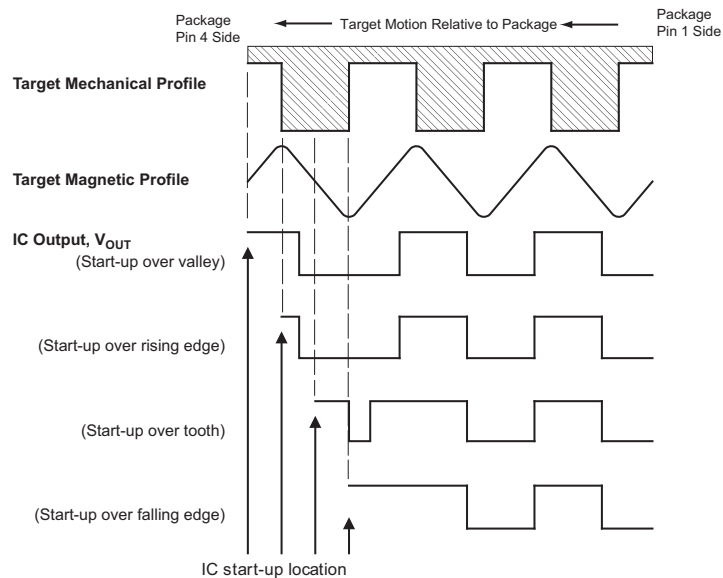 Package
Pin 4 Side
Target Motion Relative to Package
Package
Pin 1 Side
Target Mechanical Profile
Target Magnetic Profile
IC Output, VOUT
(Start-up over valley)
(Start-up over rising edge)
(Start-up over tooth)
(Start-up over falling edge)
IC start-up location